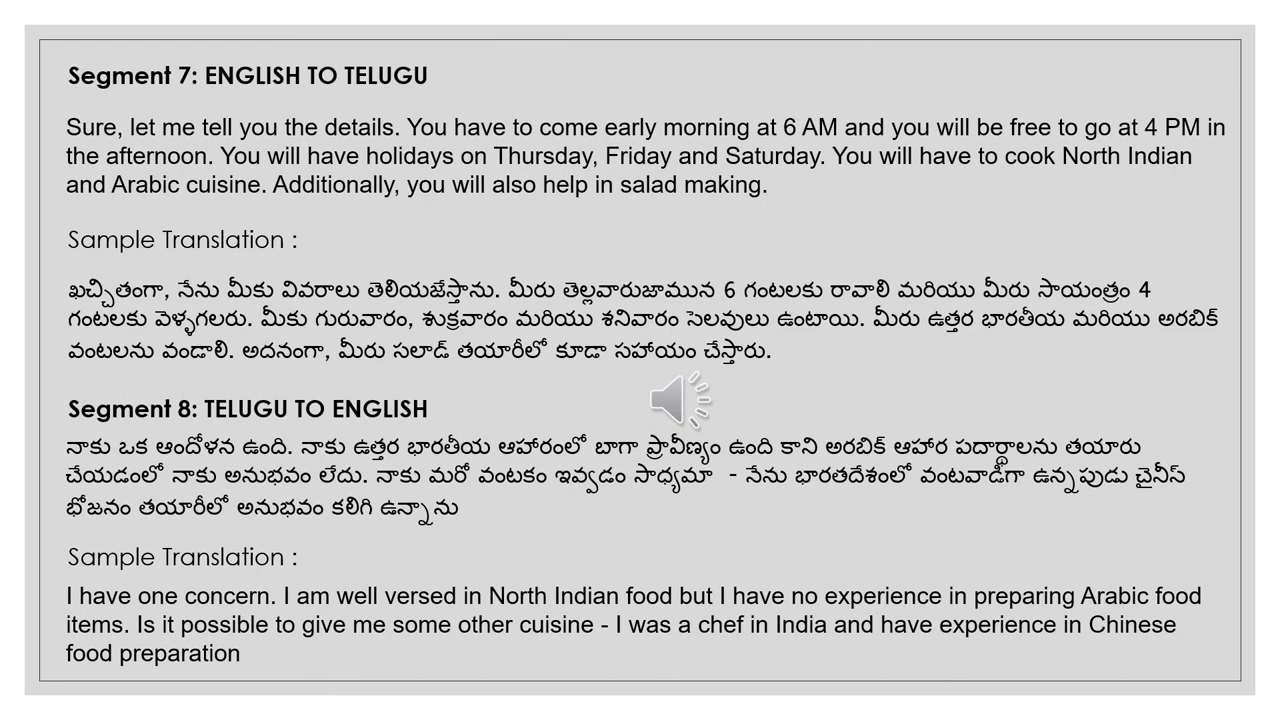 Segment 7: ENGLISH TO TELUGU
Sure, let me tell you the details. You have to come early morning at 6 AM and you will be free to go at 4 PM in
the afternoon. You will have holidays on Thursday, Friday and Saturday. You will have to cook North Indian
and Arabic cuisine. Additionally, you will also help in salad making.
Sample Translation :
ఖచ్చితంగా, నేను మీకు వివరాలు తెలియజేస్తాను. మీరు తెల్లవారుజామున 6 గంటలకు రావాలి మరియు మీరు సాయంత్రం 4
గంటలకు వెళ్ళగలరు. మీకు గురువారం, శుక్రవారం మరియు శనివారం సెలవులు ఉంటాయి. మీరు ఉత్తర భారతీయ మరియు అరబిక్
వంటలను వండాలి. అదనంగా, మీరు సలాడ్ తయారీలో కూడా సహాయం చేస్తారు.
Segment 8: TELUGU TO ENGLISH
నాకు ఒక ఆందోళన ఉంది. నాకు ఉత్తర భారతీయ ఆహారంలో బాగా ప్రావీణ్యం ఉంది కాని అరబిక్ ఆహార పదార్థాలను తయారు
చేయడంలో నాకు అనుభవం లేదు. నాకు మరో వంటకం ఇవ్వడం సాధ్యమా - నేను భారతదేశంలో వంటవాడిగా ఉన్నపుడు చైనీస్
భోజనం తయారీలో అనుభవం కలిగి ఉన్నాను
Sample Translation :
I have one concern. I am well versed in North Indian food but I have no experience in preparing Arabic food
items. Is it possible to give me some other cuisine - I was a chef in India and have experience in Chinese
food preparation